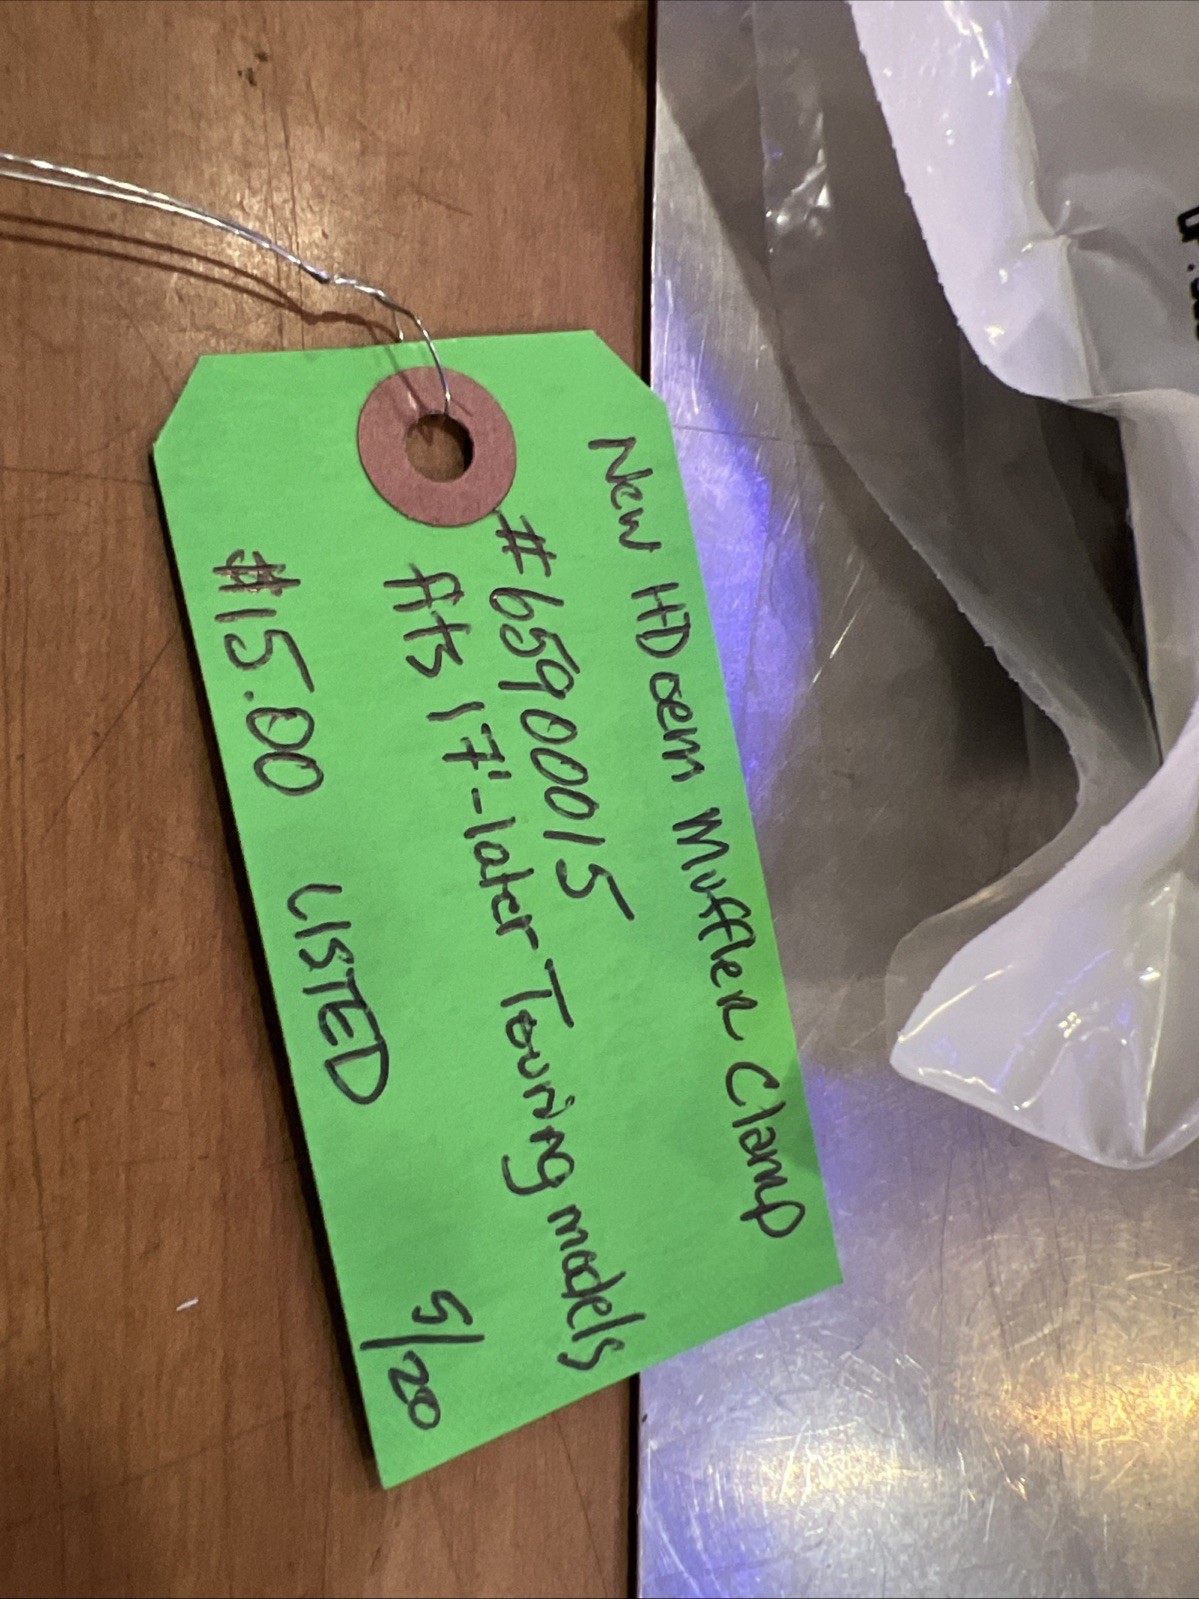 New HD oem Muffler Clamp
#65900015
fits 17'-later Touring models
$15.00 LISTED 5/20